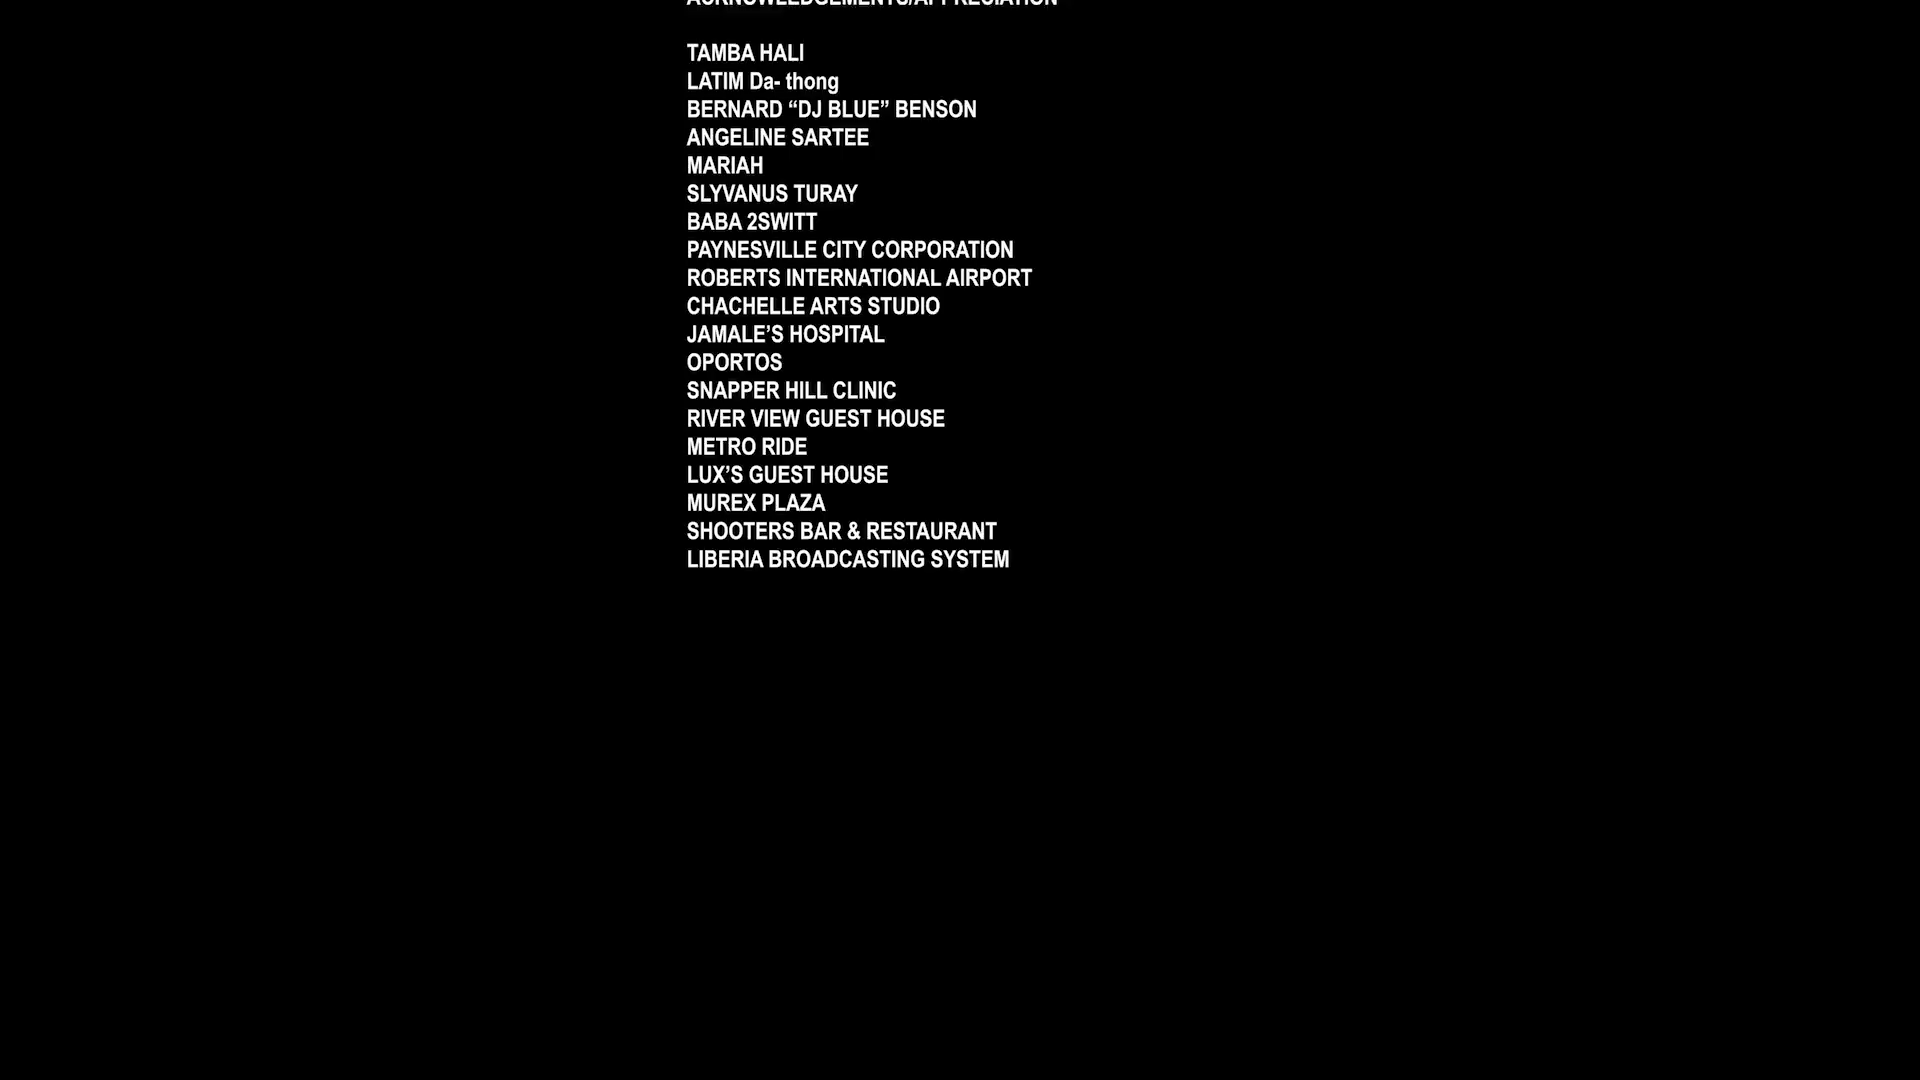 ACKNOWLEDGEMENTS/APPRECIATION
TAMBA HALI
LATIM Da- thong
BERNARD “DJ BLUE” BENSON
ANGELINE SARTEE
MARIAH
SLYVANUS TURAY
BABA 2SWITT
PAYNESVILLE CITY CORPORATION
ROBERTS INTERNATIONAL AIRPORT
CHACHELLE ARTS STUDIO
JAMALE’S HOSPITAL
OPORTOS
SNAPPER HILL CLINIC
RIVER VIEW GUEST HOUSE
METRO RIDE
LUX’S GUEST HOUSE
MUREX PLAZA
SHOOTERS BAR & RESTAURANT
LIBERIA BROADCASTING SYSTEM